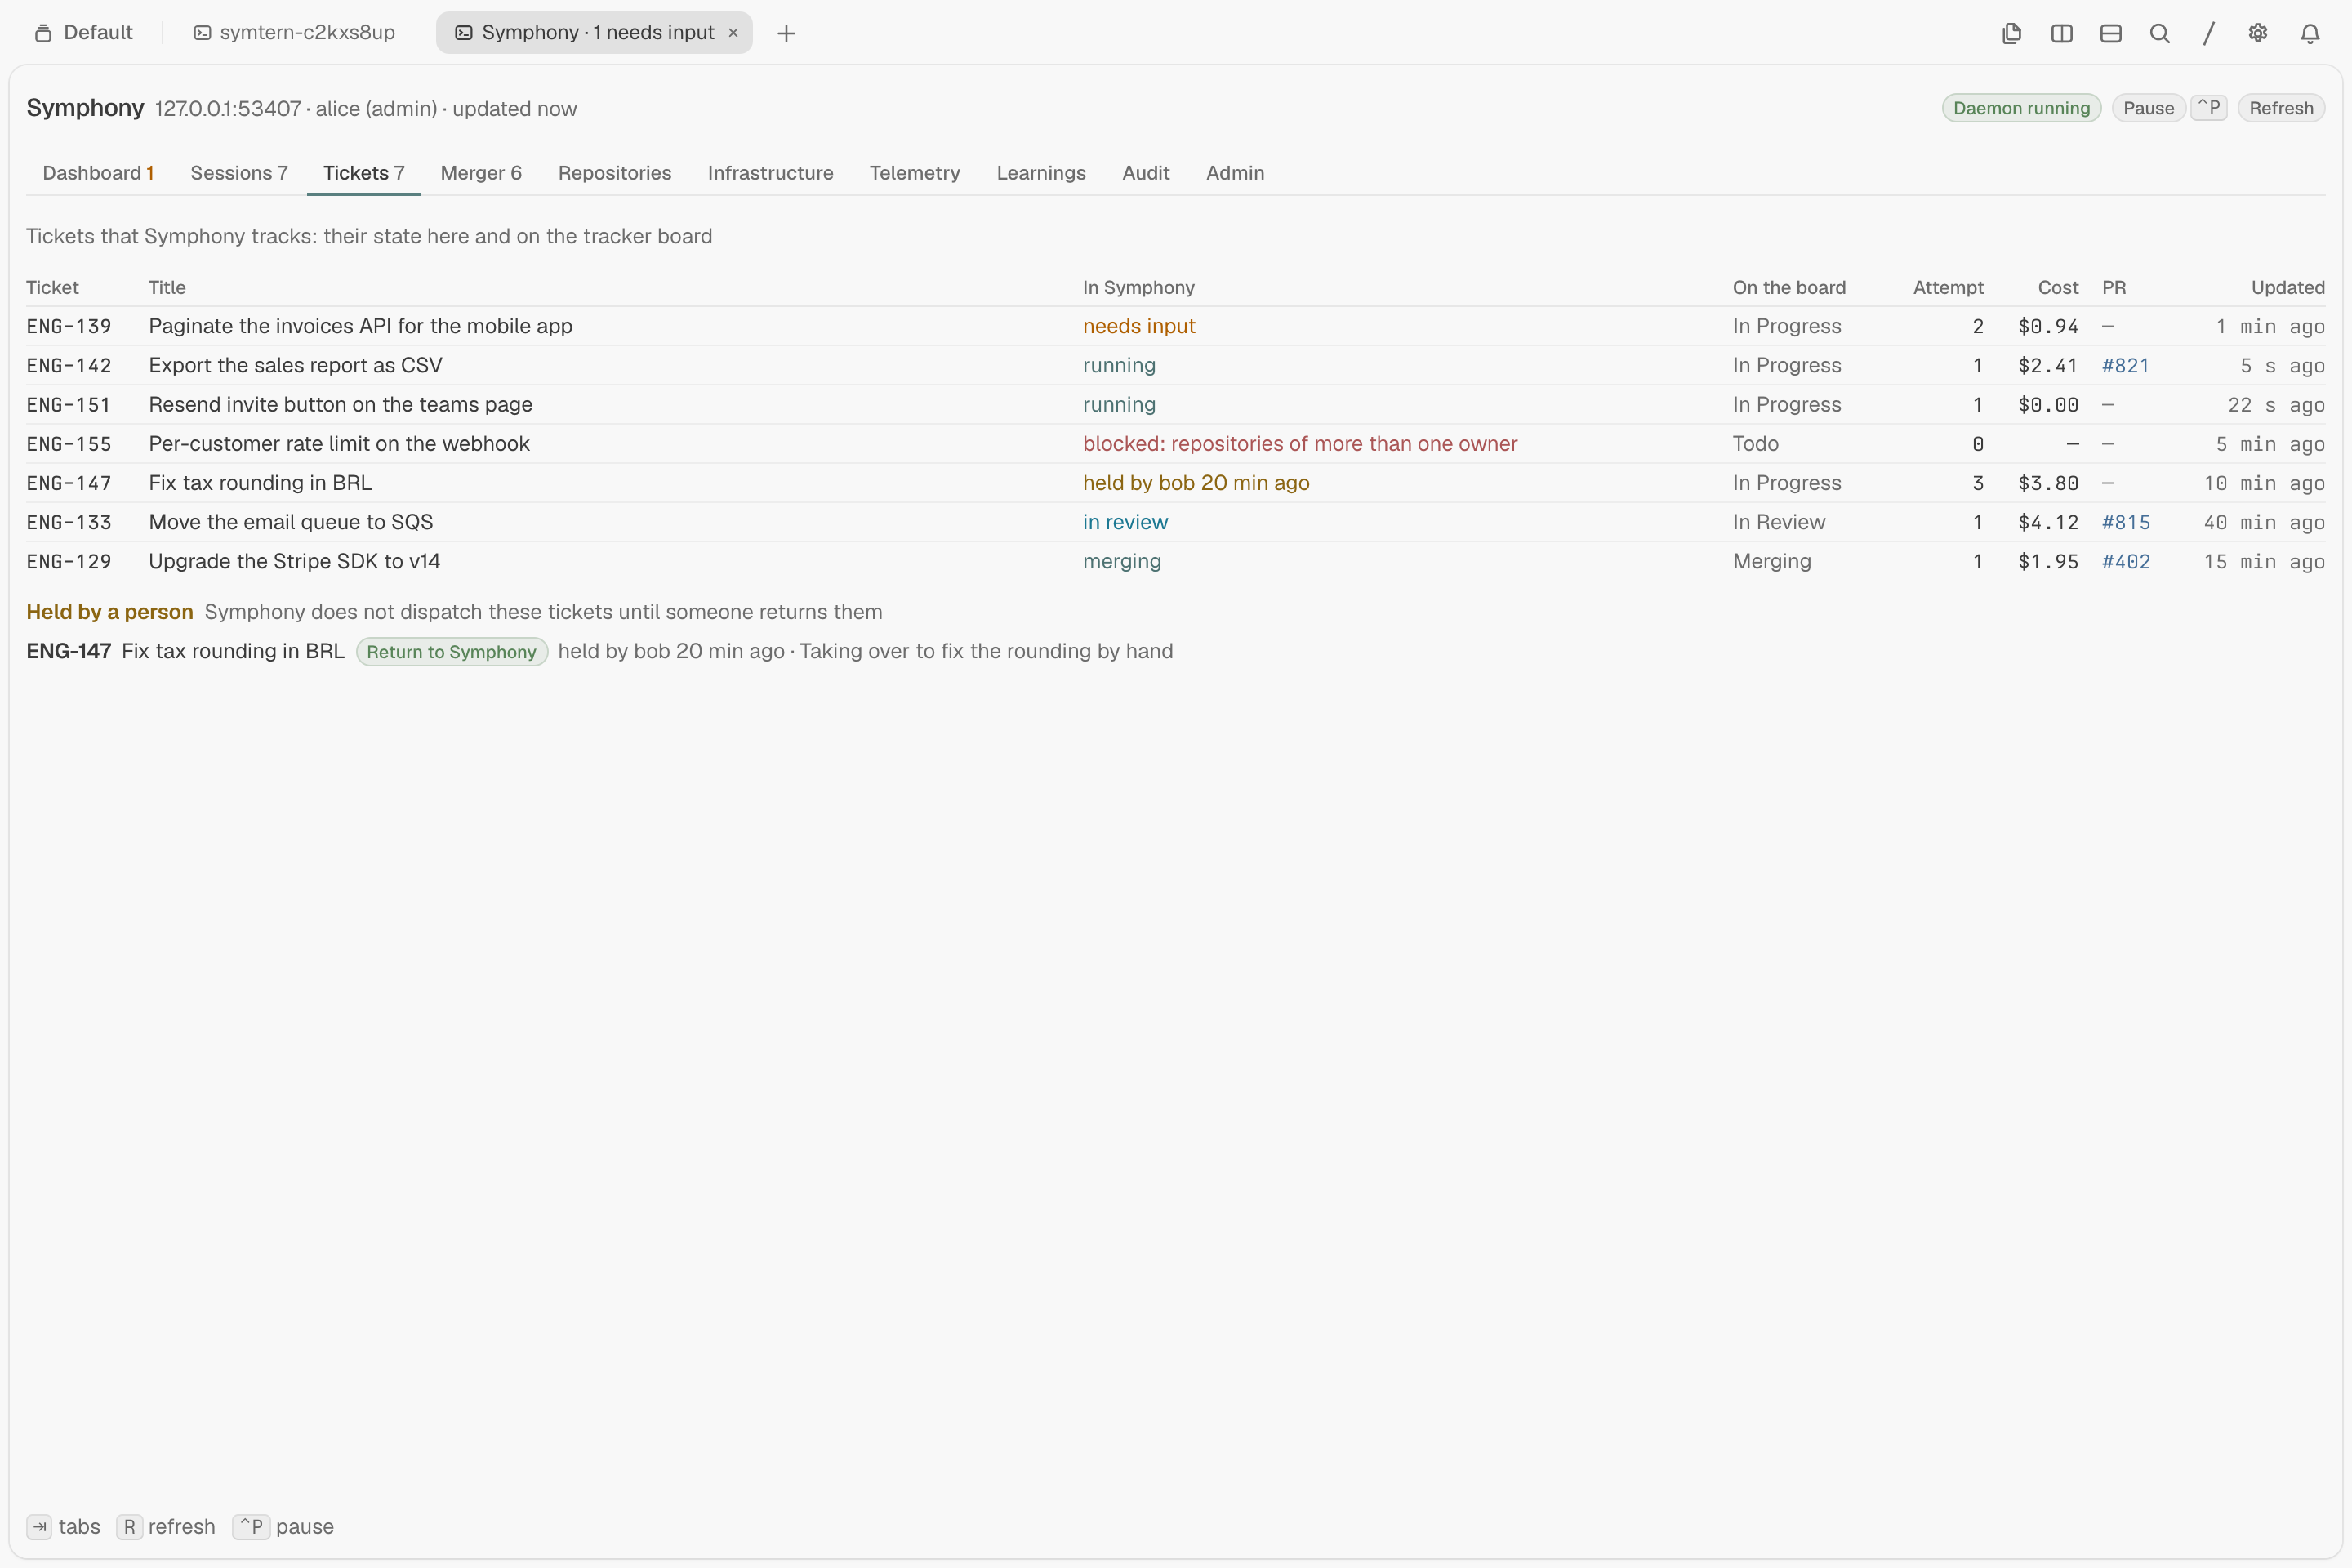 Default symtern-c2kxs8up Symphony · 1 needs input × +
Symphony 127.0.0.1:53407 · alice (admin) · updated now Daemon running Pause ^P Refresh
Dashboard 1 Sessions 7 Tickets 7 Merger 6 Repositories Infrastructure Telemetry Learnings Audit Admin
Tickets that Symphony tracks: their state here and on the tracker board
Ticket Title In Symphony On the board Attempt Cost PR Updated
ENG-139 Paginate the invoices API for the mobile app needs input In Progress 2 $0.94 — 1 min ago
ENG-142 Export the sales report as CSV running In Progress 1 $2.41 #821 5 s ago
ENG-151 Resend invite button on the teams page running In Progress 1 $0.00 — 22 s ago
ENG-155 Per-customer rate limit on the webhook blocked: repositories of more than one owner Todo 0 — — 5 min ago
ENG-147 Fix tax rounding in BRL held by bob 20 min ago In Progress 3 $3.80 — 10 min ago
ENG-133 Move the email queue to SQS in review In Review 1 $4.12 #815 40 min ago
ENG-129 Upgrade the Stripe SDK to v14 merging Merging 1 $1.95 #402 15 min ago
Held by a person Symphony does not dispatch these tickets until someone returns them
ENG-147 Fix tax rounding in BRL Return to Symphony held by bob 20 min ago · Taking over to fix the rounding by hand
tabs R refresh ^P pause